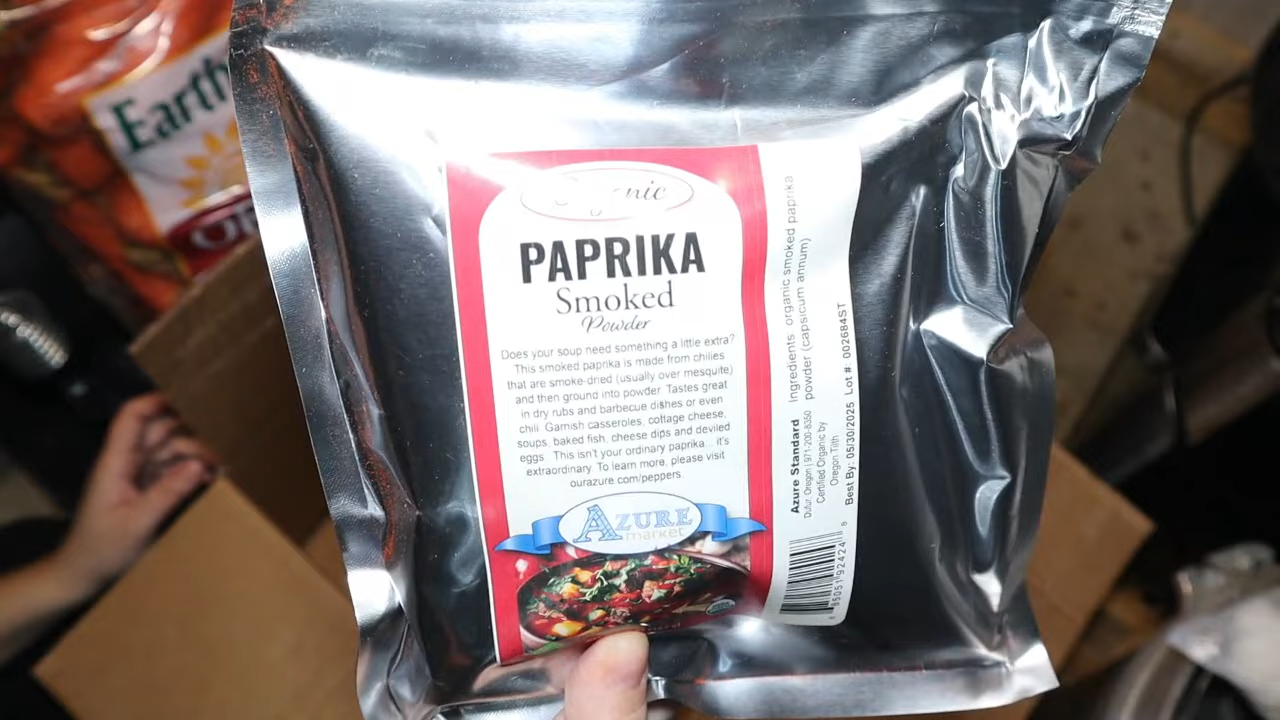 Earth
OR
Organic
PAPRIKA
Smoked
Powder
Does your soup need something a little extra?
This smoked paprika is made from chilies
that are smoke-dried (usually over mesquite)
and then ground into powder. Tastes great
in dry rubs and barbecue dishes or even
chili. Garnish casseroles, cottage cheese,
soups, baked fish, cheese dips and deviled
eggs. This isn't your ordinary paprika... it's
extraordinary. To learn more, please visit
ourazure.com/peppers.
AZURE
market
Ingredients: organic smoked paprika
powder (capsicum annum)
Azure Standard
Dufur, Oregon | 971-200-8350
Certified Organic by
Oregon Tilth
Best By: 05/30/2025 Lot # 002684ST